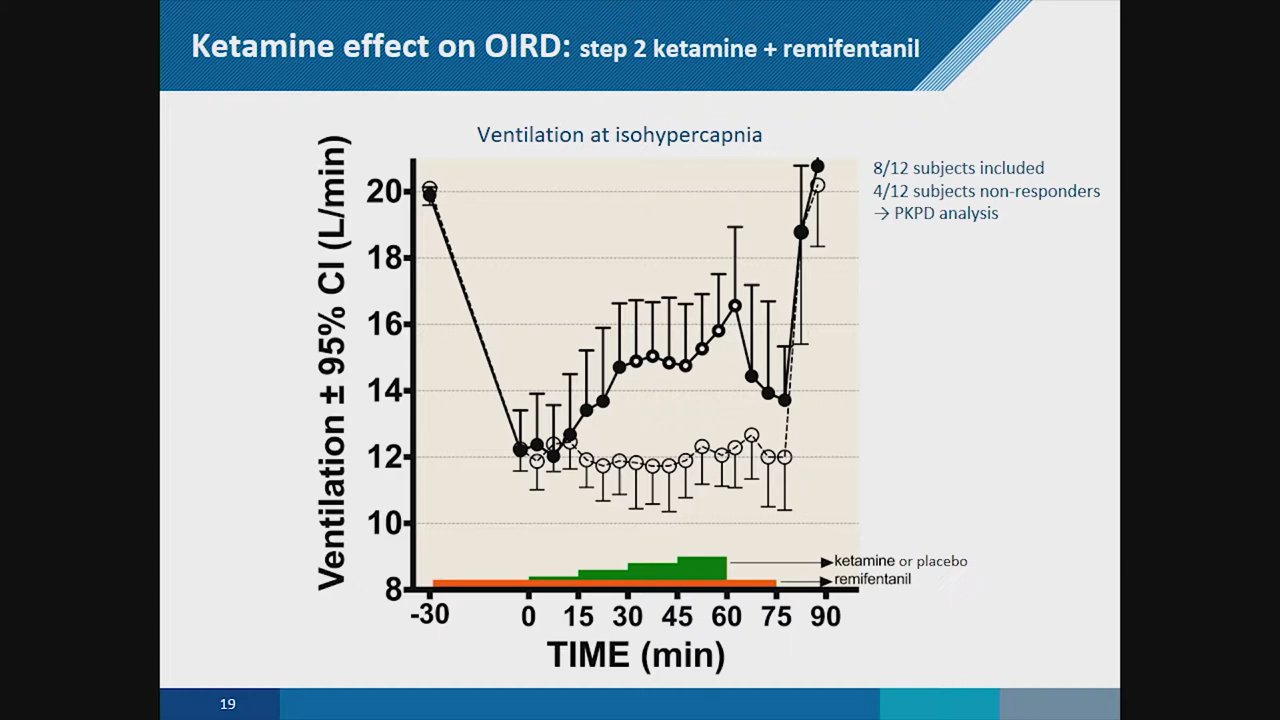 Ketamine effect on OIRD: step 2 ketamine + remifentanil
Ventilation at isohypercapnia
8/12 subjects included
4/12 subjects non-responders
→ PKPD analysis
Ventilation ± 95% CI (L/min)
20
18
16
14
12
10
8
ketamine or placebo
remifentanil
-30 0 15 30 45 60 75 90
TIME (min)
19